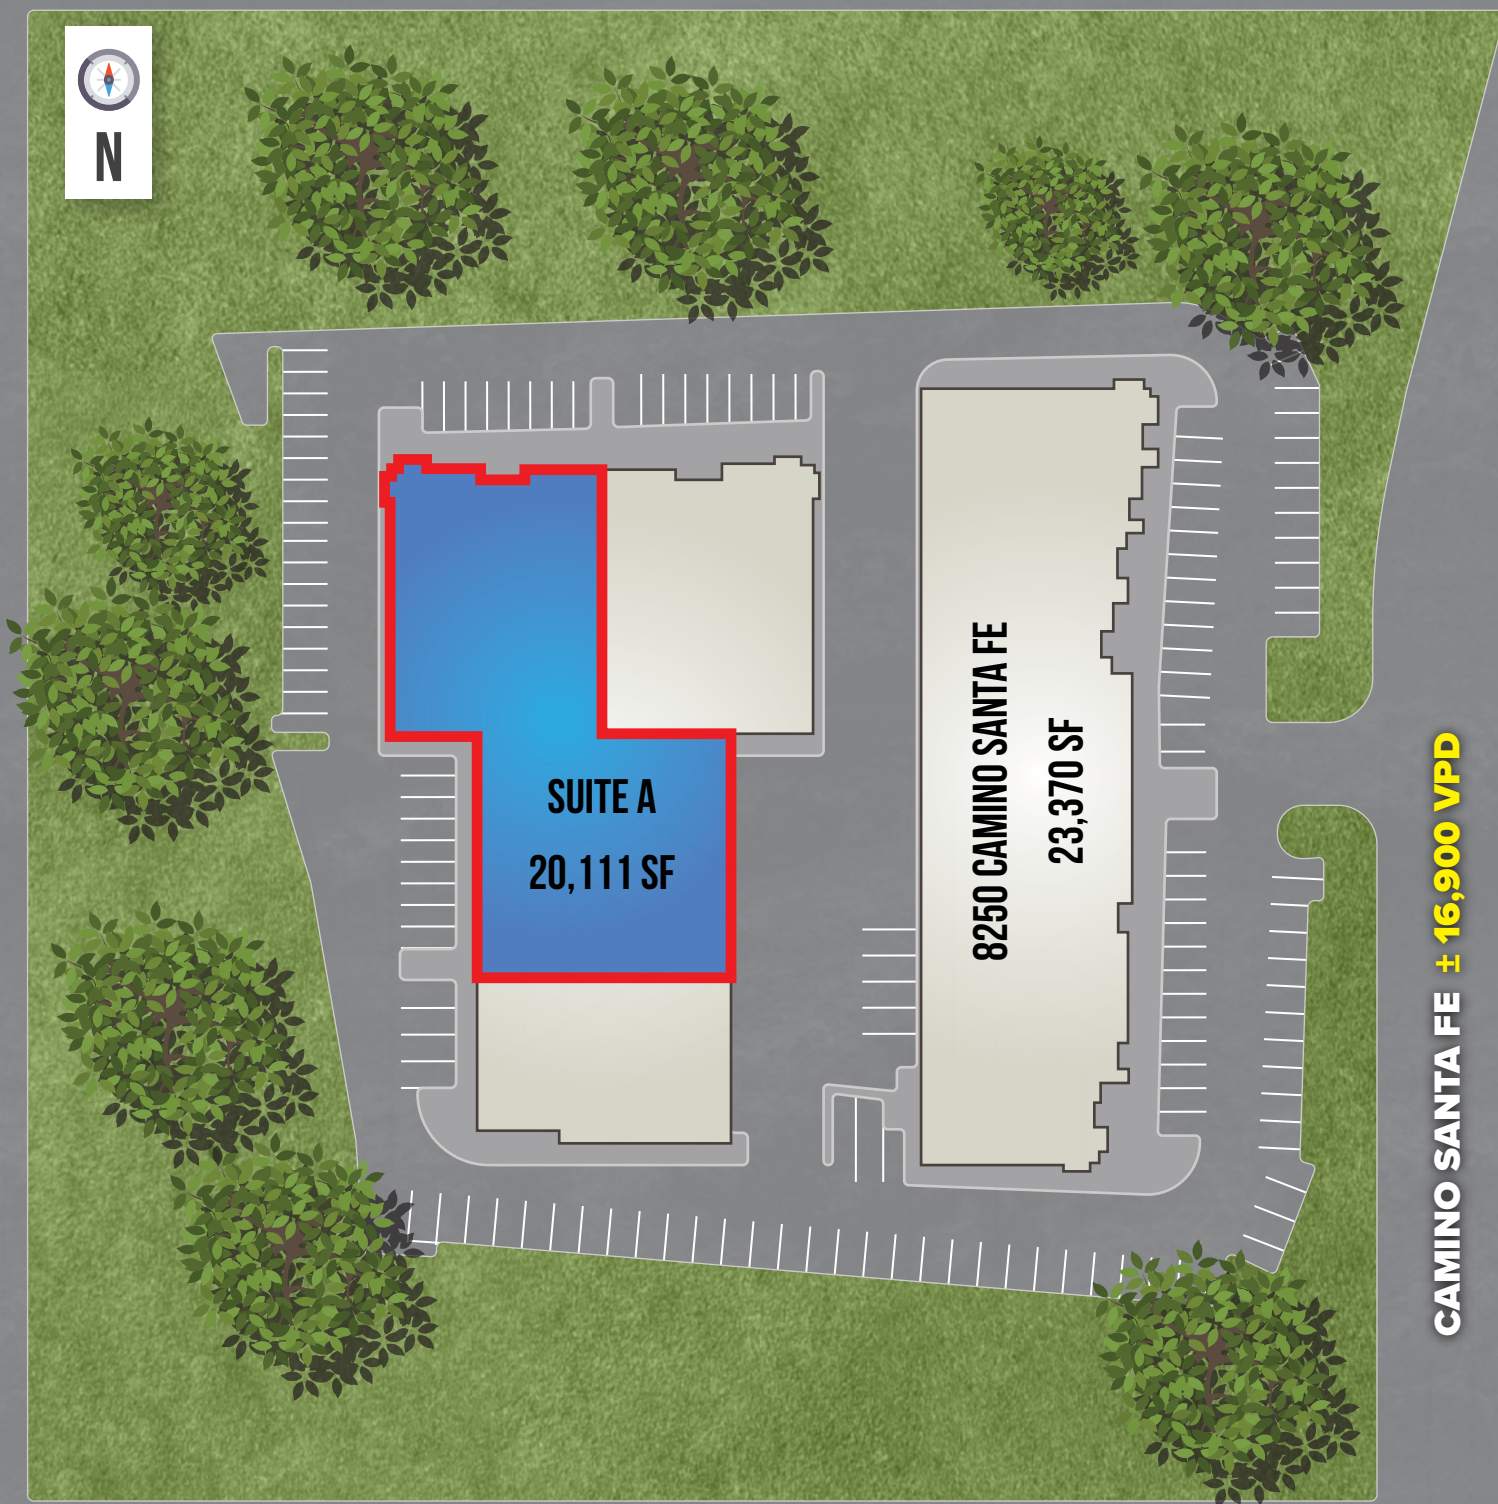 N
SUITE A
20,111 SF
8250 CAMINO SANTA FE
23,370 SF
CAMINO SANTA FE ± 16,900 VPD